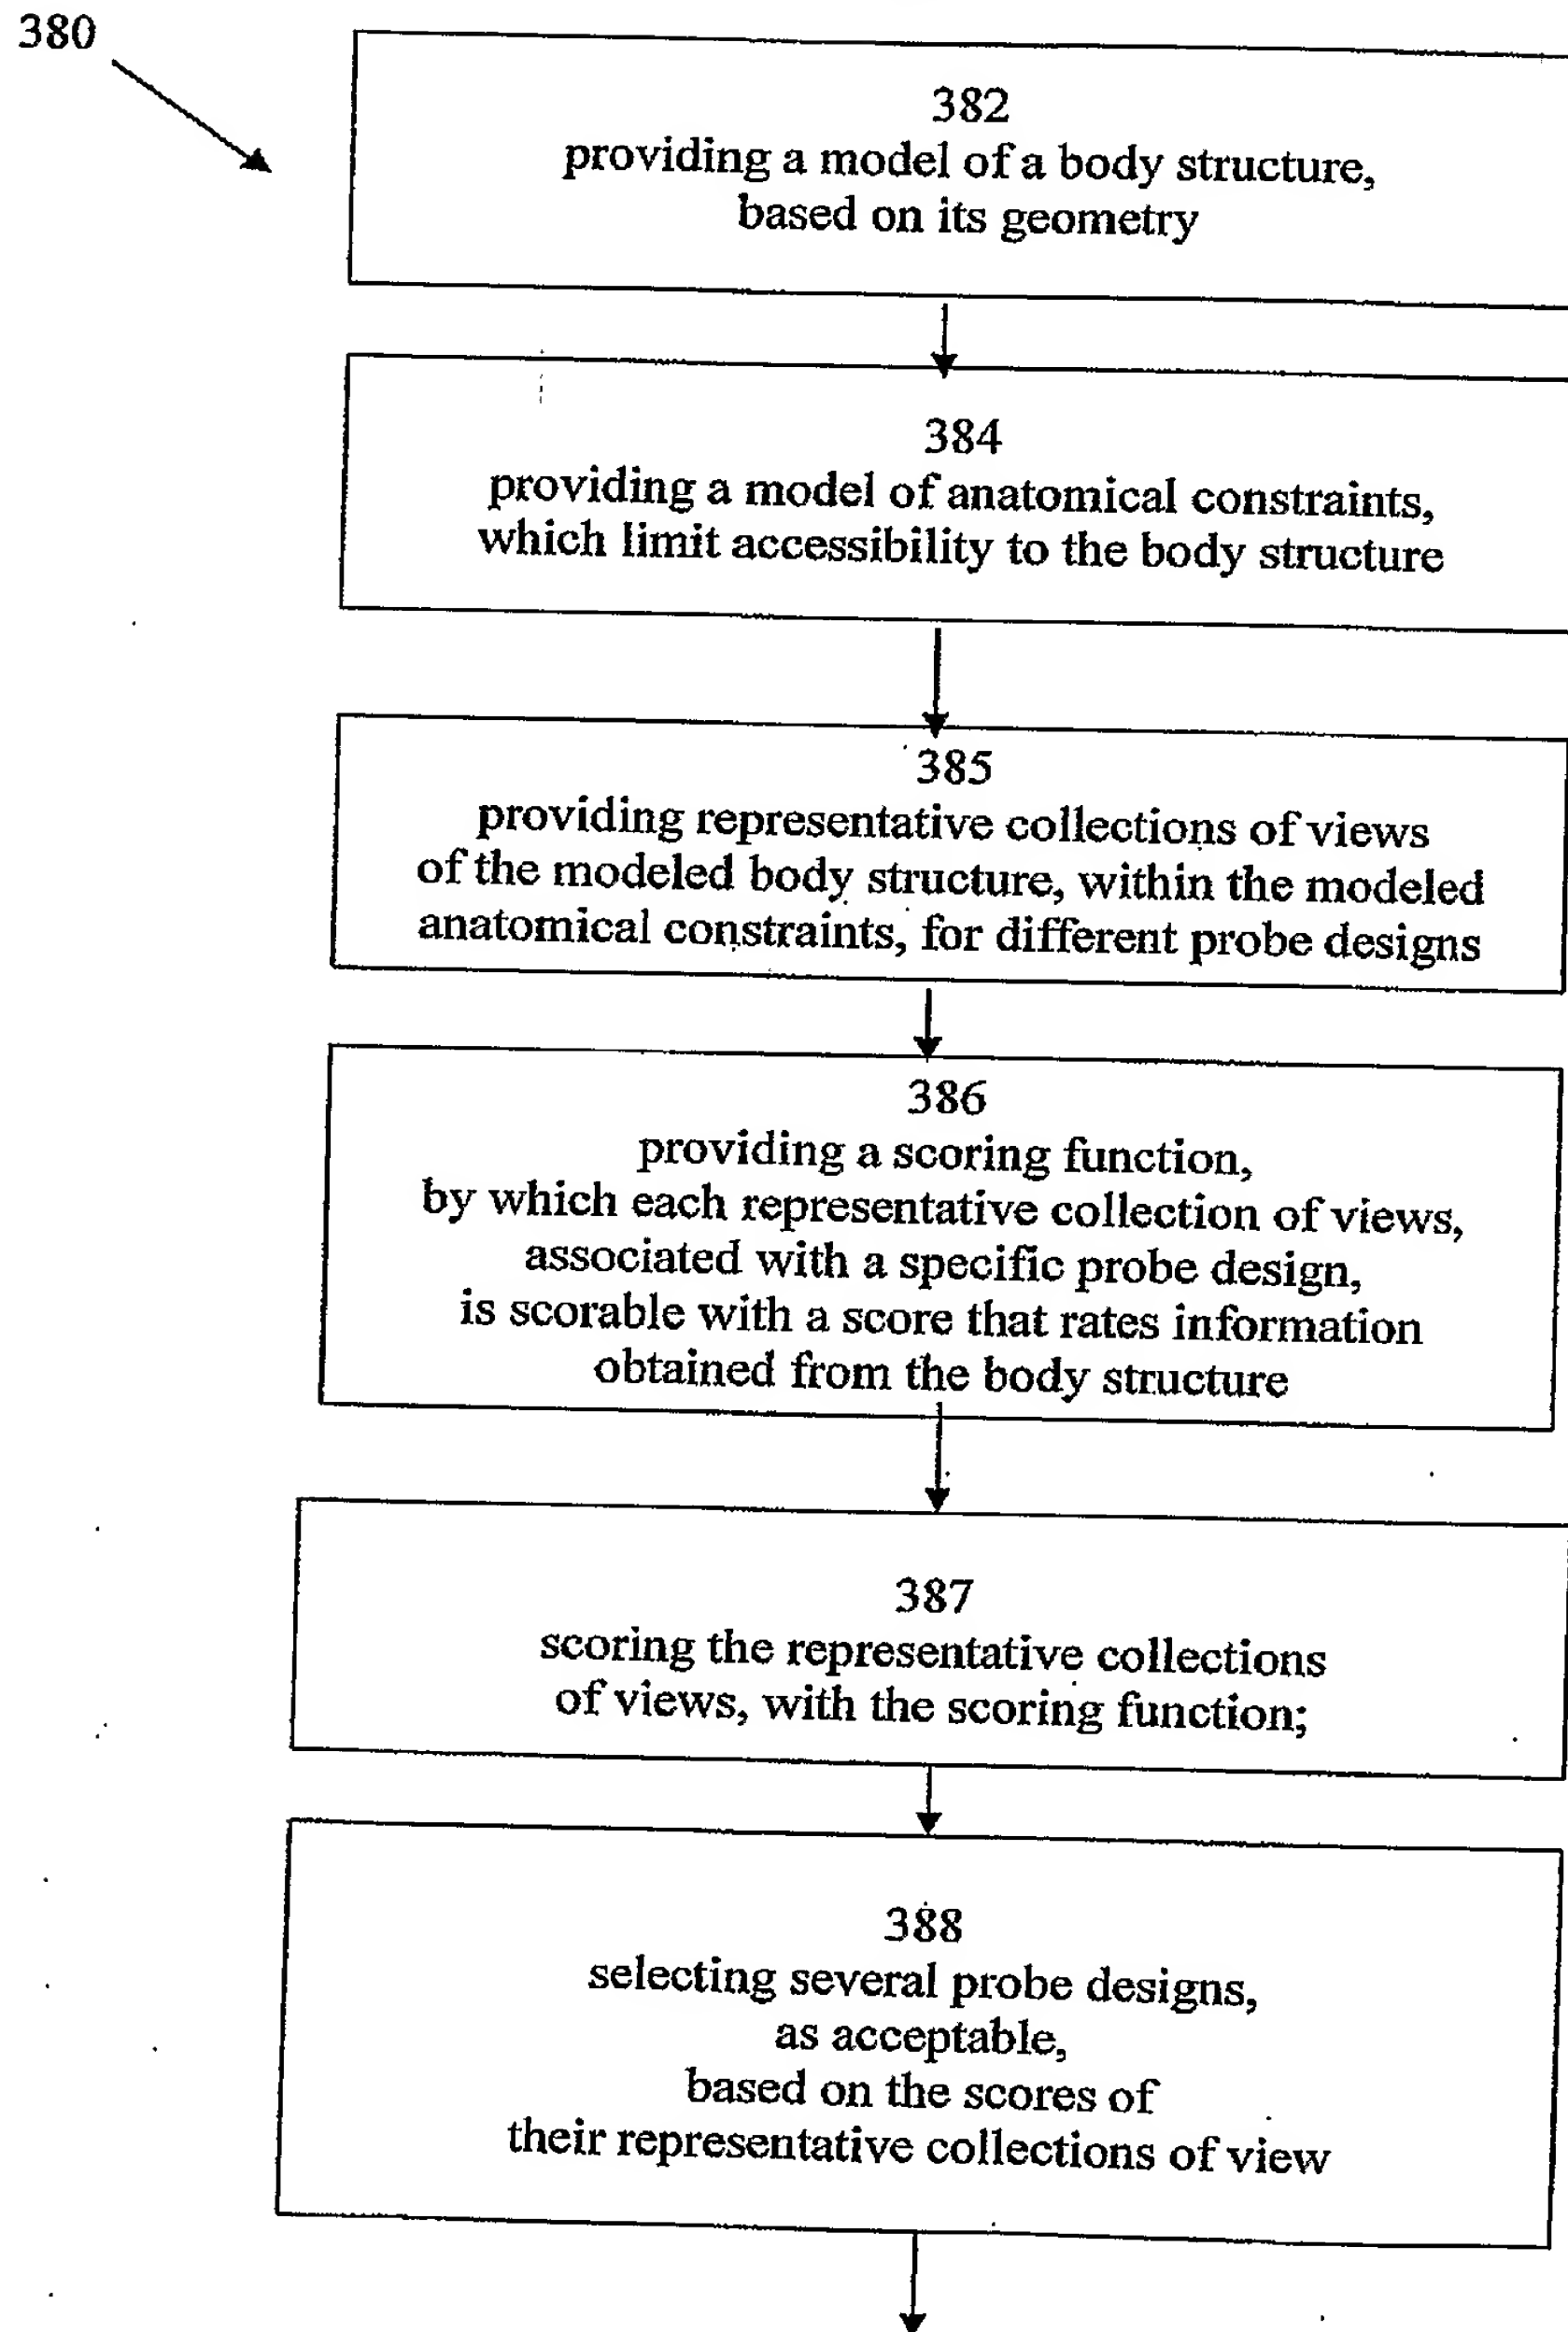 380
382
providing a model of a body structure,
based on its geometry
384
providing a model of anatomical constraints,
which limit accessibility to the body structure
385
providing representative collections of views
of the modeled body structure, within the modeled
anatomical constraints, for different probe designs
386
providing a scoring function,
by which each representative collection of views,
associated with a specific probe design,
is scorable with a score that rates information
obtained from the body structure
387
scoring the representative collections
of views, with the scoring function;
388
selecting several probe designs,
as acceptable,
based on the scores of
their representative collections of view